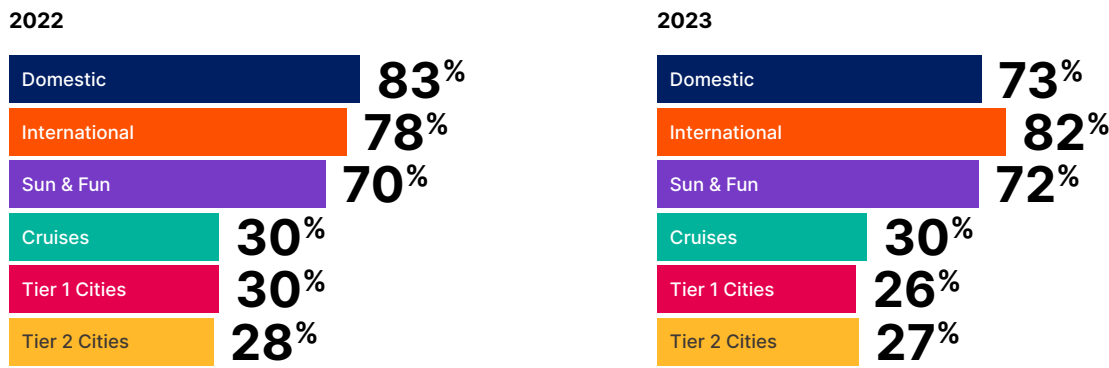 2022
Domestic 83%
International 78%
Sun & Fun 70%
Cruises 30%
Tier 1 Cities 30%
Tier 2 Cities 28%
2023
Domestic 73%
International 82%
Sun & Fun 72%
Cruises 30%
Tier 1 Cities 26%
Tier 2 Cities 27%